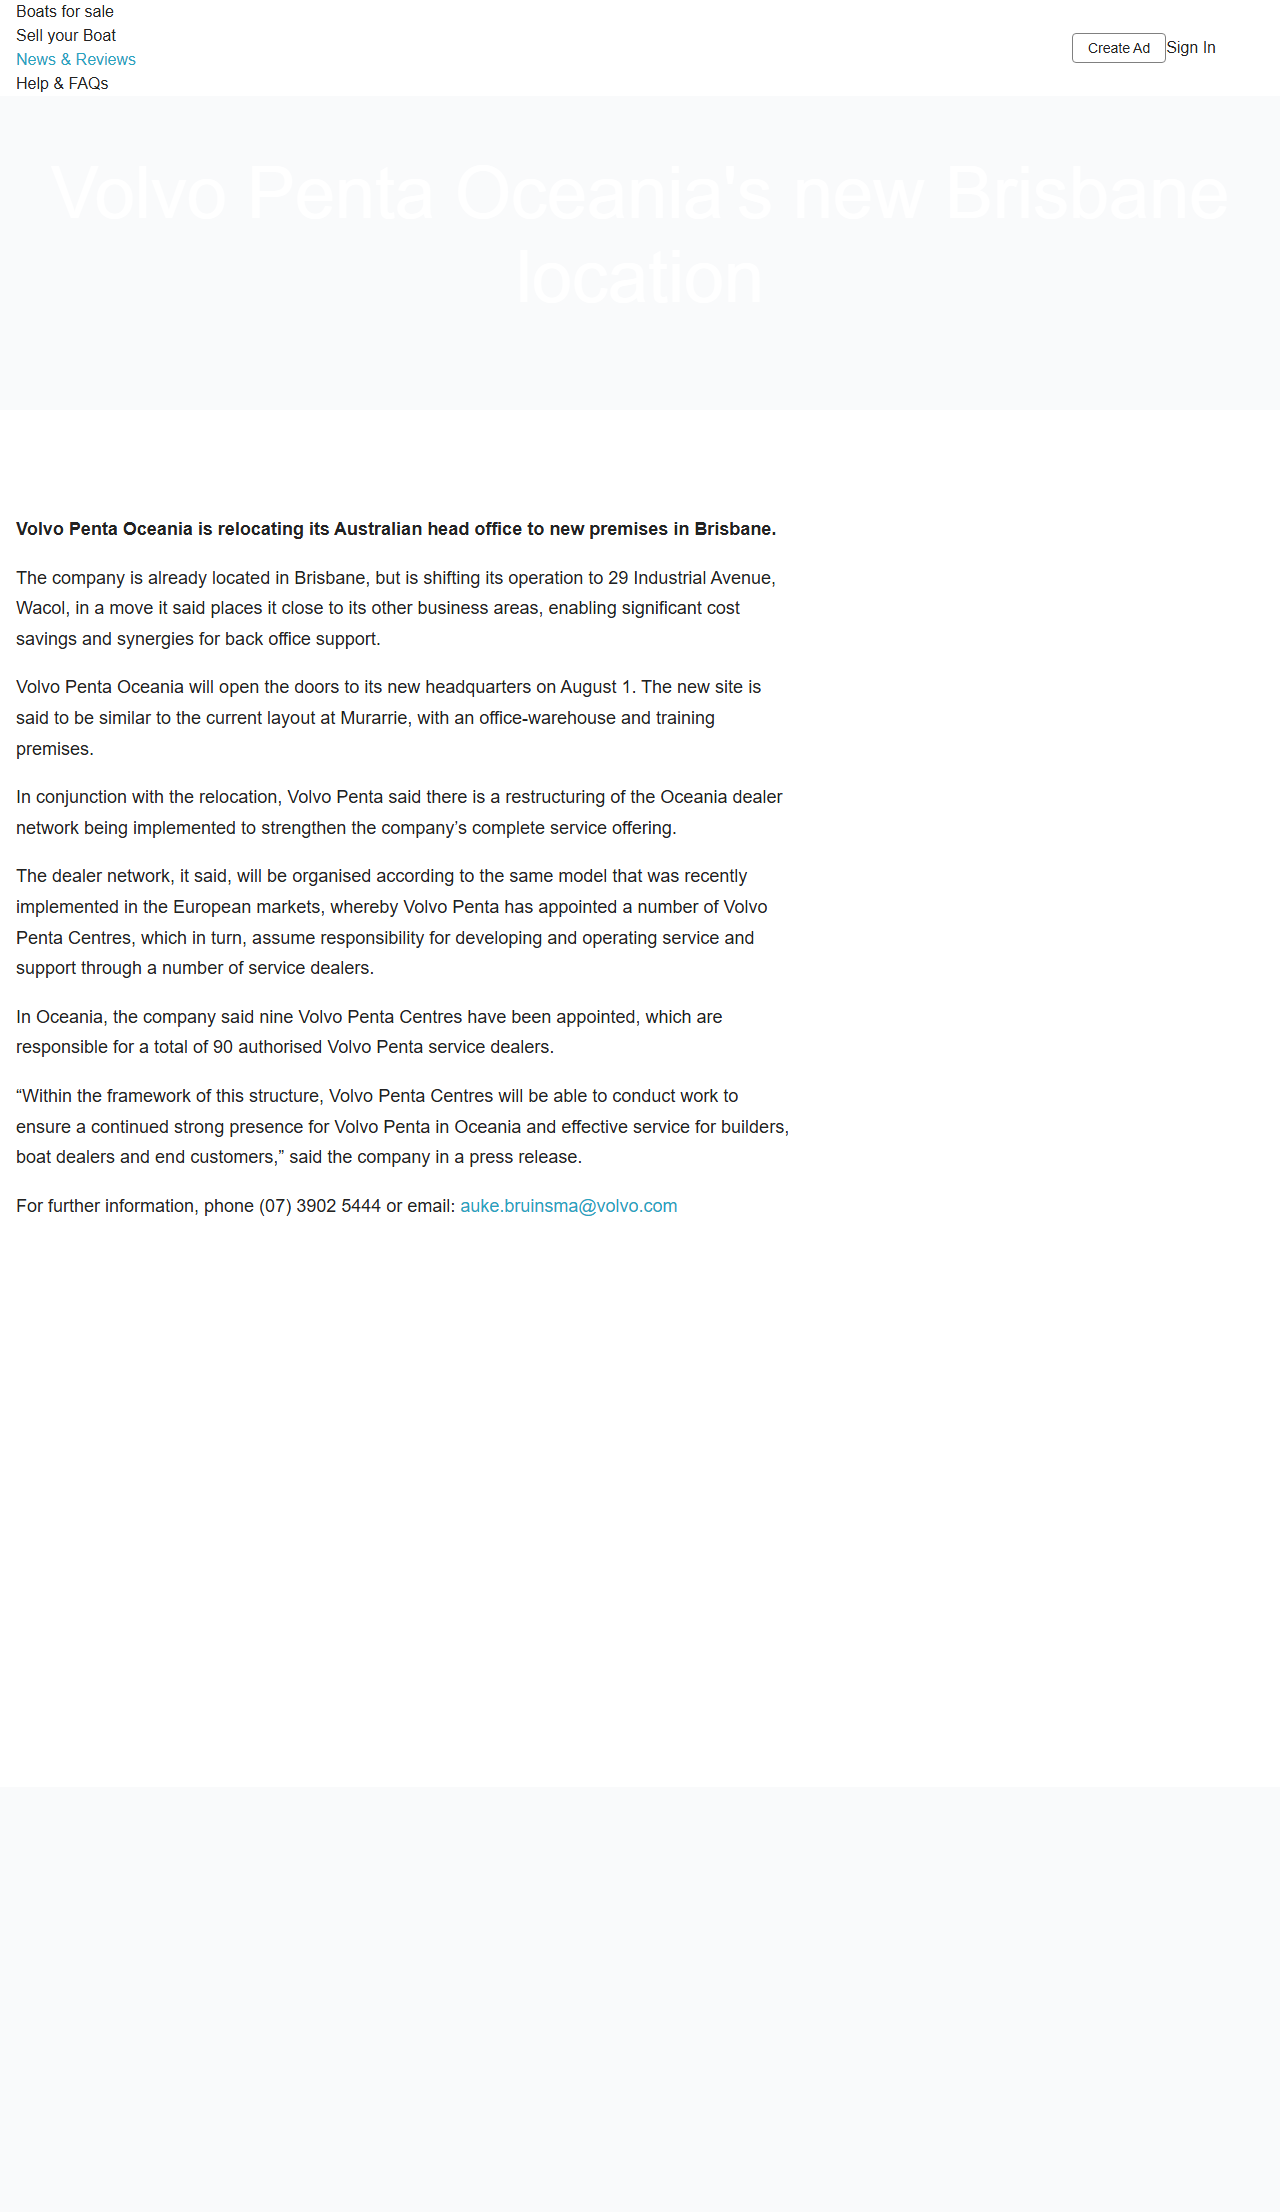 Boats for sale
Sell your Boat
News & Reviews
Help & FAQs
Create Ad
Sign In
Volvo Penta Oceania's new Brisbane
location
Volvo Penta Oceania is relocating its Australian head office to new premises in Brisbane.
The company is already located in Brisbane, but is shifting its operation to 29 Industrial Avenue,
Wacol, in a move it said places it close to its other business areas, enabling significant cost
savings and synergies for back office support.
Volvo Penta Oceania will open the doors to its new headquarters on August 1. The new site is
said to be similar to the current layout at Murarrie, with an office-warehouse and training
premises.
In conjunction with the relocation, Volvo Penta said there is a restructuring of the Oceania dealer
network being implemented to strengthen the company’s complete service offering.
The dealer network, it said, will be organised according to the same model that was recently
implemented in the European markets, whereby Volvo Penta has appointed a number of Volvo
Penta Centres, which in turn, assume responsibility for developing and operating service and
support through a number of service dealers.
In Oceania, the company said nine Volvo Penta Centres have been appointed, which are
responsible for a total of 90 authorised Volvo Penta service dealers.
“Within the framework of this structure, Volvo Penta Centres will be able to conduct work to
ensure a continued strong presence for Volvo Penta in Oceania and effective service for builders,
boat dealers and end customers,” said the company in a press release.
For further information, phone (07) 3902 5444 or email: auke.bruinsma@volvo.com